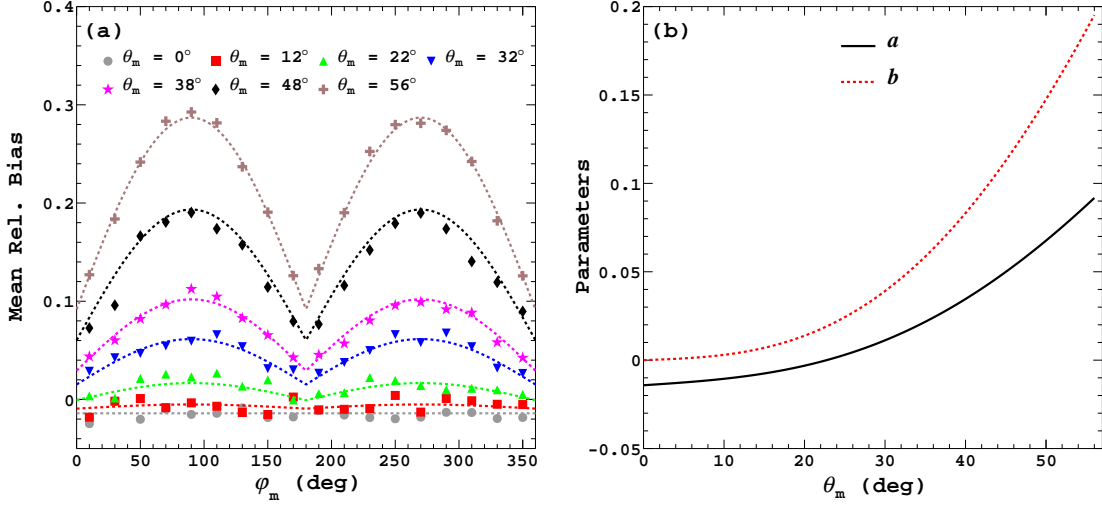 (a)
θm = 0° θm = 12° θm = 22° θm = 32°
θm = 38° θm = 48° θm = 56°
Mean Rel. Bias
0.4
0.3
0.2
0.1
0
0 50 100 150 200 250 300 350
φm (deg)
(b)
a
b
Parameters
0.2
0.15
0.1
0.05
0
-0.05
0 10 20 30 40 50
θm (deg)